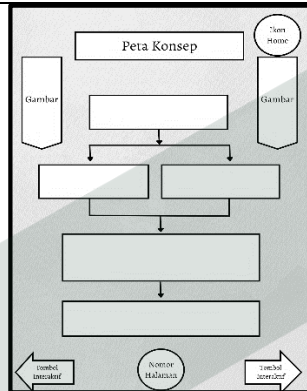 Peta Konsep
Ikon
Home
Gambar
Gambar
Tombol
Interaktif
Nomor
Halaman
Tombol
Interaktif